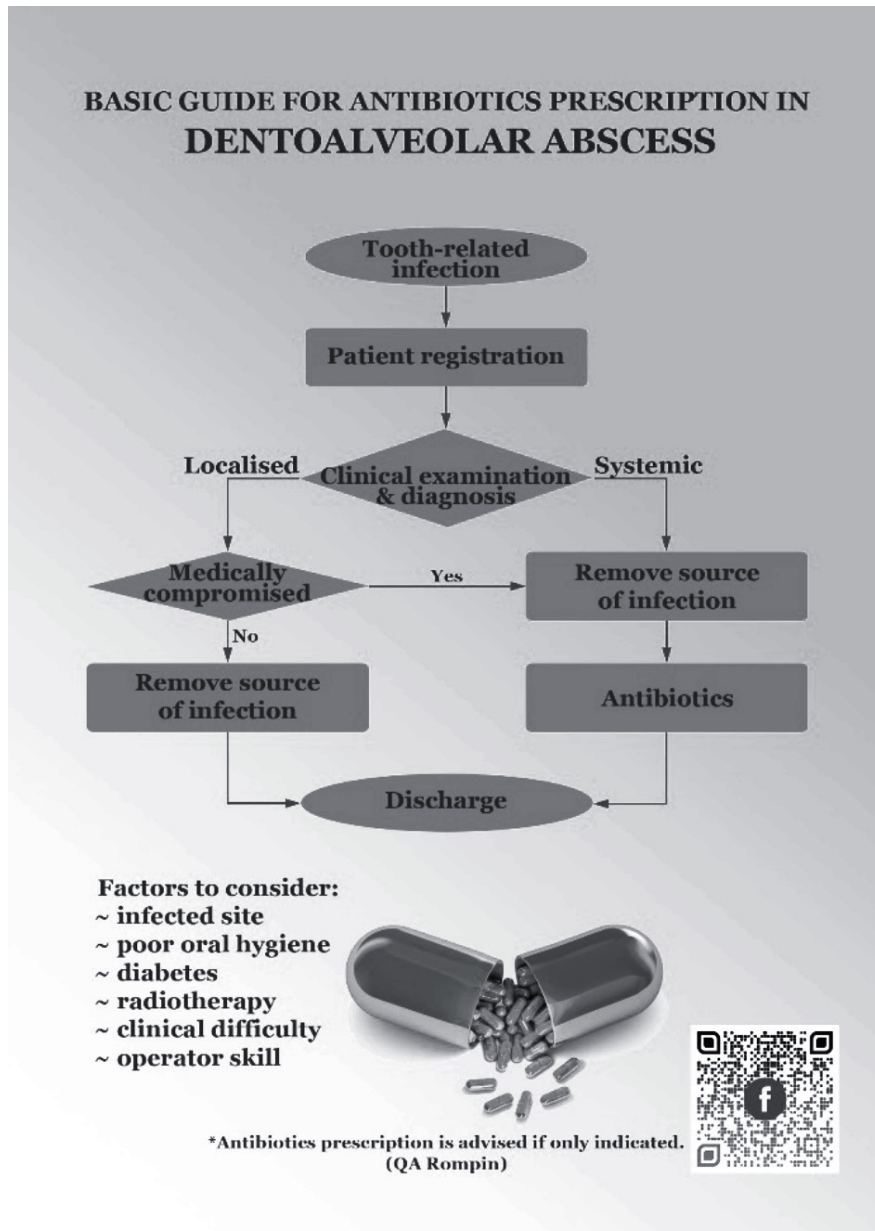 BASIC GUIDE FOR ANTIBIOTICS PRESCRIPTION IN
DENTOALVEOLAR ABSCESS
Tooth-related
infection
Patient registration
Localised
Clinical examination
& diagnosis
Systemic
Medically
compromised
Yes
Remove source
of infection
No
Remove source
of infection
Antibiotics
Discharge
Factors to consider:
~ infected site
~ poor oral hygiene
~ diabetes
~ radiotherapy
~ clinical difficulty
~ operator skill
f
*Antibiotics prescription is advised if only indicated.
(QA Rompin)